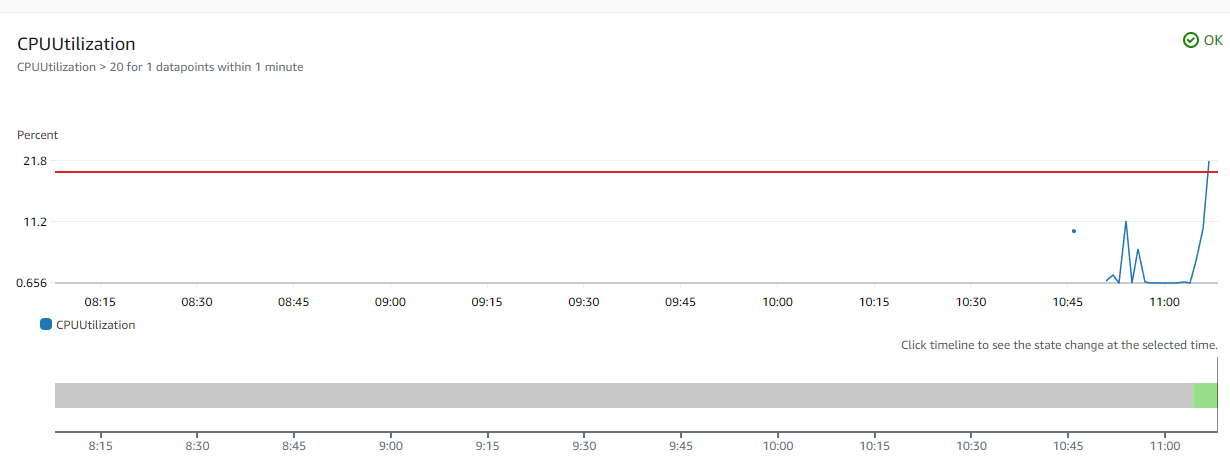 CPUUtilization
OK
CPUUtilization > 20 for 1 datapoints within 1 minute
Percent
21.8
11.2
0.656
08:15 08:30 08:45 09:00 09:15 09:30 09:45 10:00 10:15 10:30 10:45 11:00
CPUUtilization
Click timeline to see the state change at the selected time.
8:15 8:30 8:45 9:00 9:15 9:30 9:45 10:00 10:15 10:30 10:45 11:00